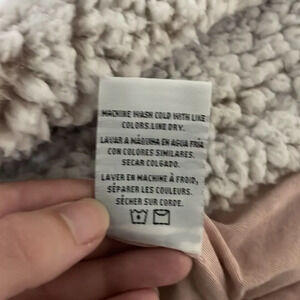 MACHINE WASH COLD WITH LIKE
COLORS.LINE DRY.
LAVAR A MÁQUINA EN AGUA FRÍA
CON COLORES SIMILARES.
SECAR COLGADO.
LAVER EN MACHINE À FROID,
SÉPARER LES COULEURS.
SÉCHER SUR CORDE.